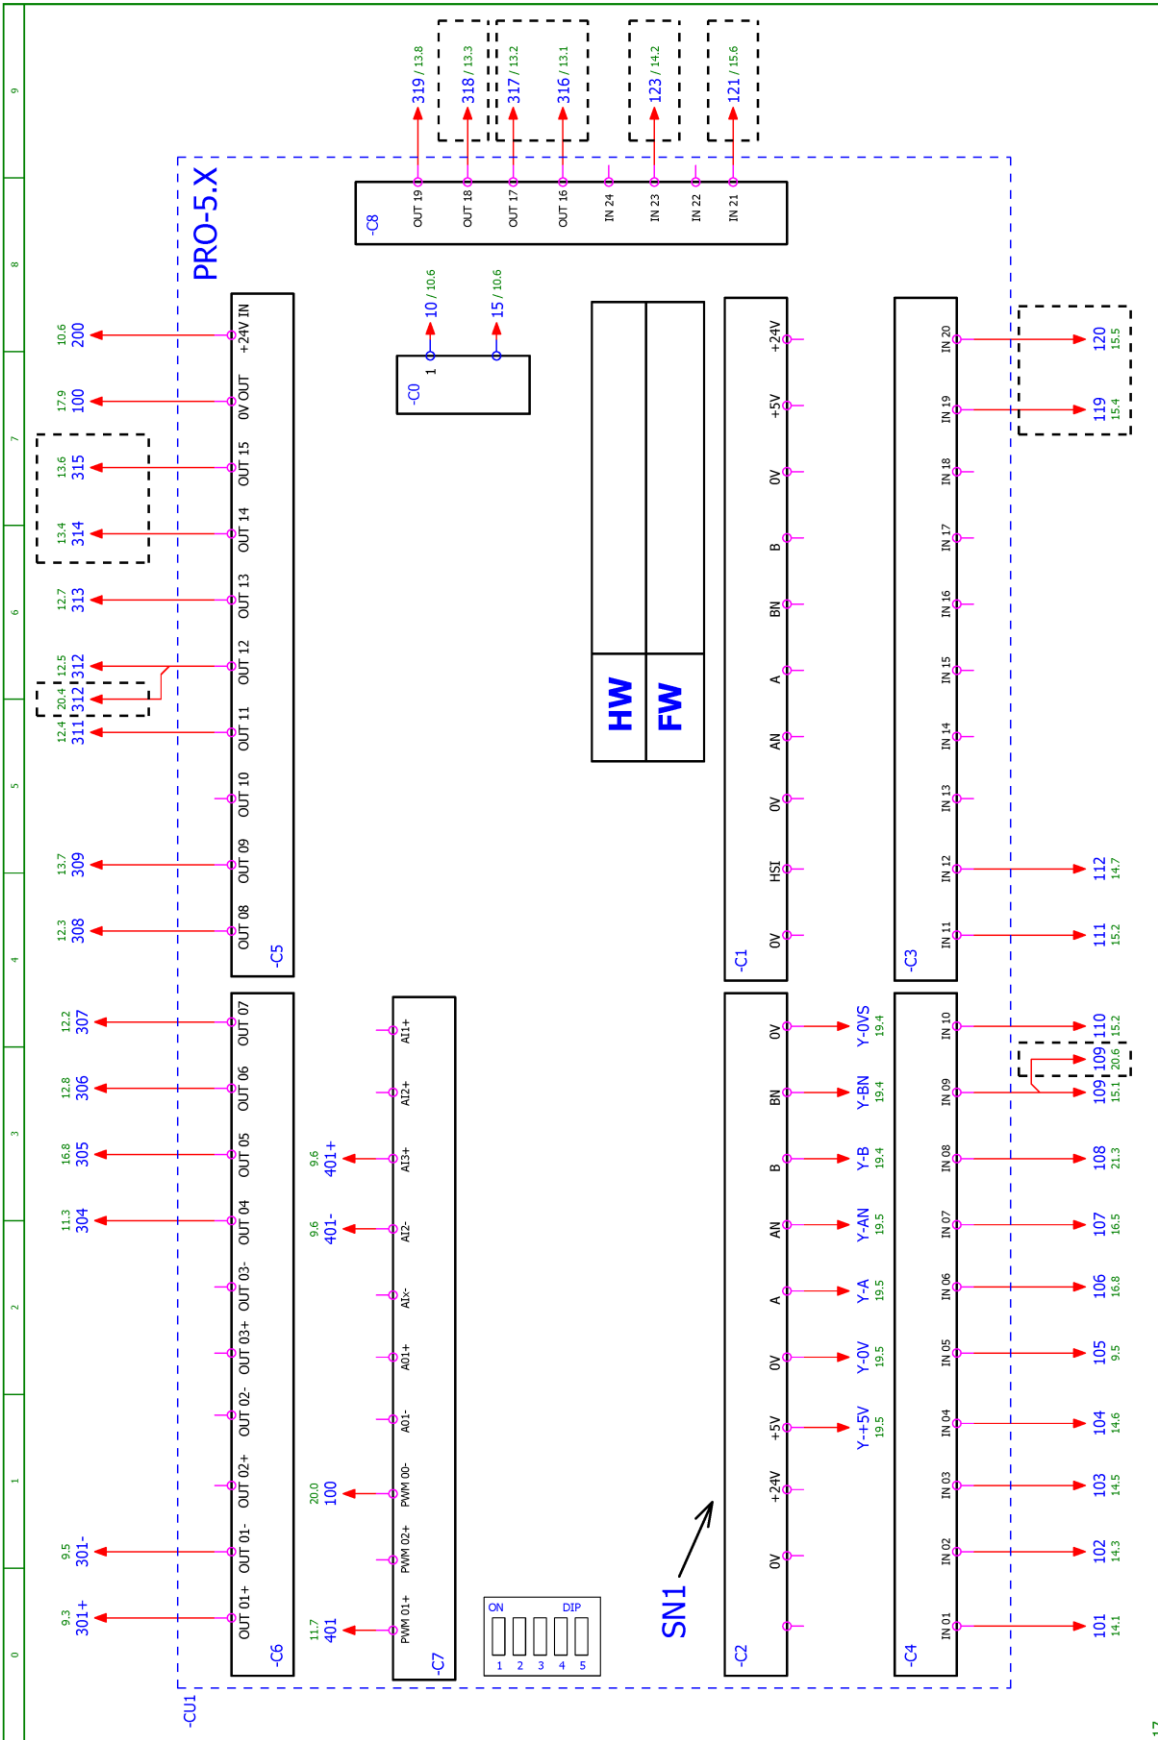 0
1
2
3
4
5
6
7
8
9
-CU1
PRO-5.X
-C6
OUT 01+
OUT 01-
OUT 02+
OUT 02-
OUT 03+
OUT 03-
OUT 04
OUT 05
OUT 06
OUT 07
9.3
301+
9.5
301-
11.3
304
16.8
305
12.8
306
12.2
307
-C5
OUT 08
OUT 09
OUT 10
OUT 11
OUT 12
OUT 13
OUT 14
OUT 15
0V OUT
+24V IN
12.3
308
13.7
309
12.4
311
20.4
312
12.5
312
12.7
313
13.4
314
13.6
315
17.9
100
10.6
200
-C7
PWM 01+
PWM 02+
PWM 00-
A01-
A01+
AIx-
AI2-
AI3+
AI2+
AI1+
11.7
401
20.0
100
9.6
401-
9.6
401+
-C0
1
10 / 10.6
15 / 10.6
-C8
OUT 19
OUT 18
OUT 17
OUT 16
IN 24
IN 23
IN 22
IN 21
319 / 13.8
318 / 13.3
317 / 13.2
316 / 13.1
123 / 14.2
121 / 15.6
ON
DIP
1
2
3
4
5
HW
FW
SN1
-C2
0V
+24V
+5V
0V
A
AN
B
BN
0V
Y-+5V
19.5
Y-0V
19.5
Y-A
19.5
Y-AN
19.5
Y-B
19.4
Y-BN
19.4
Y-0VS
19.4
-C1
0V
HSI
0V
AN
A
BN
B
0V
+5V
+24V
-C4
IN 01
IN 02
IN 03
IN 04
IN 05
IN 06
IN 07
IN 08
IN 09
IN 10
101
14.1
102
14.3
103
14.5
104
14.6
105
9.5
106
16.8
107
16.5
108
21.3
109
15.1
109
20.6
110
15.2
-C3
IN 11
IN 12
IN 13
IN 14
IN 15
IN 16
IN 17
IN 18
IN 19
IN 20
111
15.2
112
14.7
119
15.4
120
15.5
17